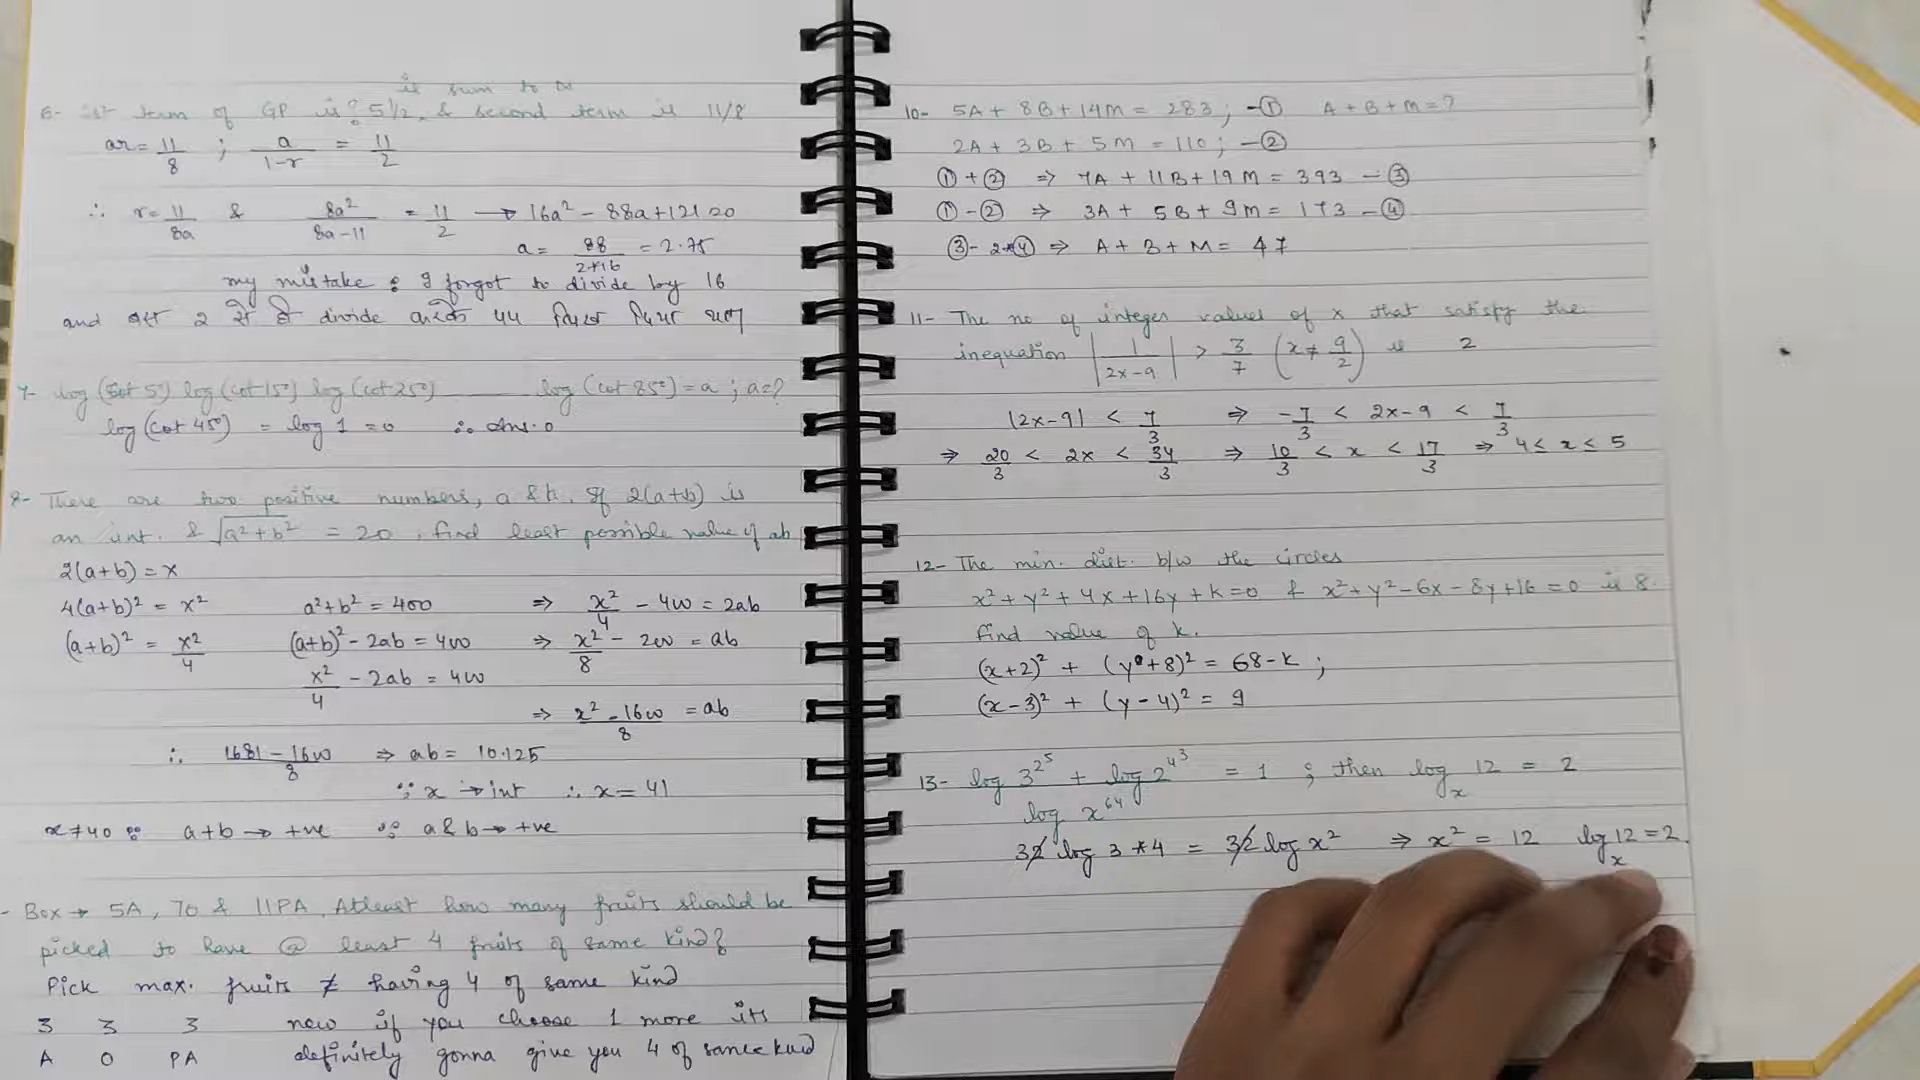 is sum to ∞
6- ist term of GP is? 5 1/2, & second term is 11/8
ar = 11/8 ; a/(1-r) = 11/2
∴ r = 11/8a & 8a²/(8a-11) = 11/2 → 16a² - 88a + 121 = 0
a = 88/(2*16) = 2.75
my mistake : I forgot to divide by 16
and बस 2 से ही divide करके 44
7- log (cot 5°) log (cot 15°) log (cot 25°) ------ log (cot 85°) = a ; a=?
log (cot 45°) = log 1 = 0 ∴ Ans. 0
8- There are two positive numbers, a & b. If 2(a+b) is
an int. & √(a²+b²) = 20, find least possible value of ab
2(a+b) = x
4(a+b)² = x² a²+b² = 400 ⇒ x²/4 - 400 = 2ab
(a+b)² = x²/4 (a+b)² - 2ab = 400 ⇒ x²/8 - 200 = ab
x²/4 - 2ab = 400
⇒ (x² - 1600)/8 = ab
∴ (1681 - 1600)/8 ⇒ ab = 10.125
∵ x → int ∴ x = 41
x ≠ 40 ∵ a+b → +ve ∵ a & b → +ve
- Box → 5A, 7O & 11PA. Atleast how many fruits should be
picked to have @ least 4 fruits of same kind?
Pick max. fruits ≠ having 4 of same kind
3 3 3 now if you choose 1 more its
A O PA definitely gonna give you 4 of same kind
10- 5A + 8B + 14M = 283 ; -① A + B + M = ?
2A + 3B + 5M = 110 ; -②
① + ② ⇒ 7A + 11B + 19M = 393 -③
① - ② ⇒ 3A + 5B + 9M = 173 -④
③ - 2*④ ⇒ A + B + M = 47
11- The no of integer values of x that satisfy the
inequation |1/(2x-9)| > 3/7 (x ≠ 9/2) is 2
|2x-9| < 7/3 ⇒ -7/3 < 2x-9 < 7/3
⇒ 20/3 < 2x < 34/3 ⇒ 10/3 < x < 17/3 ⇒ 4 ≤ x ≤ 5
12- The min. dist. b/w the circles
x² + y² + 4x + 16y + k = 0 & x² + y² - 6x - 8y + 16 = 0 is 8.
Find value of k.
(x+2)² + (y+8)² = 68 - k ;
(x-3)² + (y-4)² = 9
13- (log 3^2^5 + log 2^4^3)/(log x^64) = 1 ; then log_x 12 = 2
32 log 3*4 = 32 log x² ⇒ x² = 12 log_x 12 = 2.